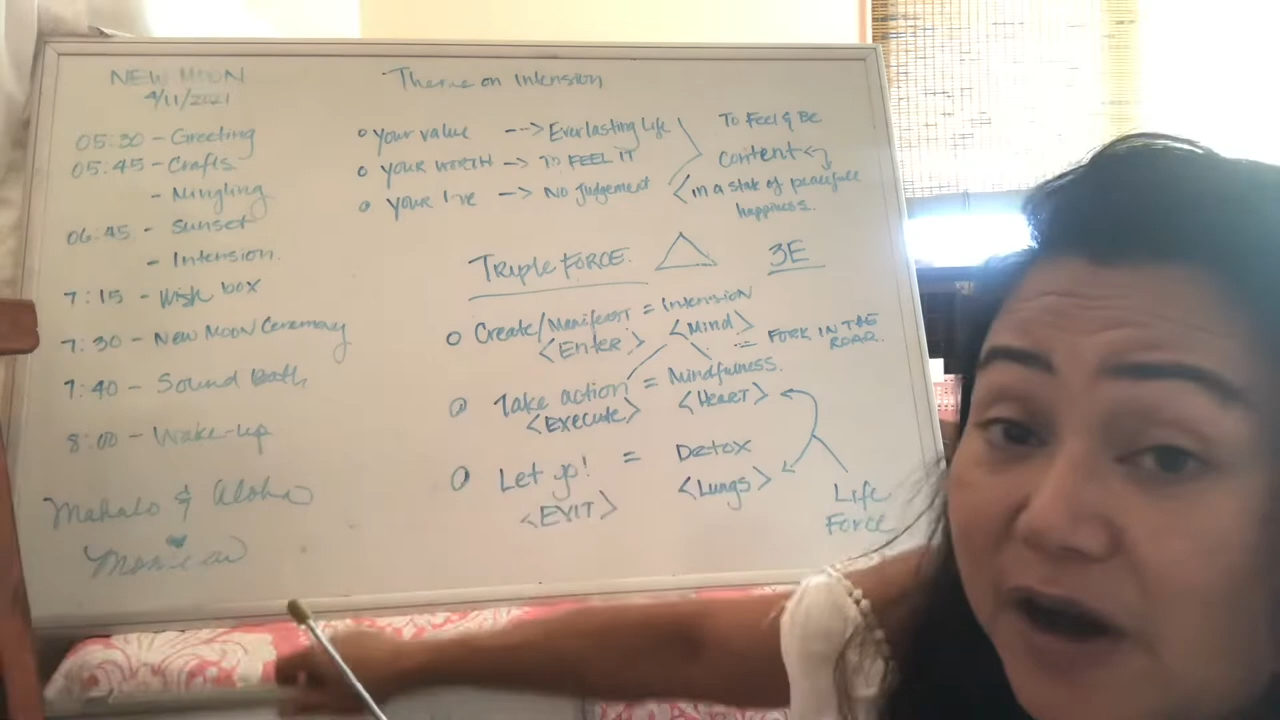 NEW MOON
4/11/2021
05:30 - Greeting
05:45 - Crafts
- Mingling
06:45 - Sunset
- Intension.
7:15 - Wish box
7:30 - New Moon Ceremony
7:40 - Sound Bath
8:00 - Wake-up
Mahalo & Aloha
Theme on Intension
your value --> Everlasting Life
YOUR WORTH --> TO FEEL IT
YOUR --> No Judgement
To Feel & Be
Content
in a state of peacefull
happiness.
TRIPLE FORCE. 3E
Create/Manifest = Intension
<Enter> <Mind>
= FORK IN THE
ROAD.
Take action = Mindfulness.
<Execute> <HearT>
Let go! = Detox
<EXIT> <Lungs>
Life
Force